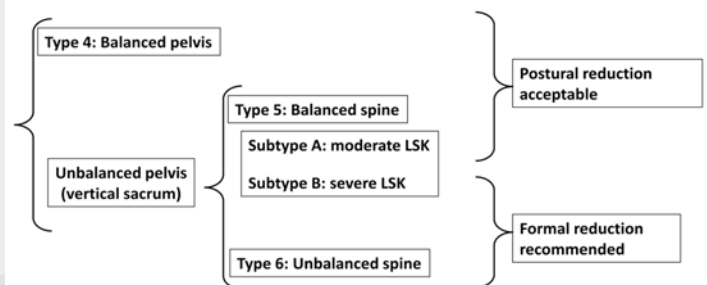 Type 4: Balanced pelvis
Postural reduction
acceptable
Type 5: Balanced spine
Subtype A: moderate LSK
Unbalanced pelvis
(vertical sacrum)
Subtype B: severe LSK
Formal reduction
recommended
Type 6: Unbalanced spine